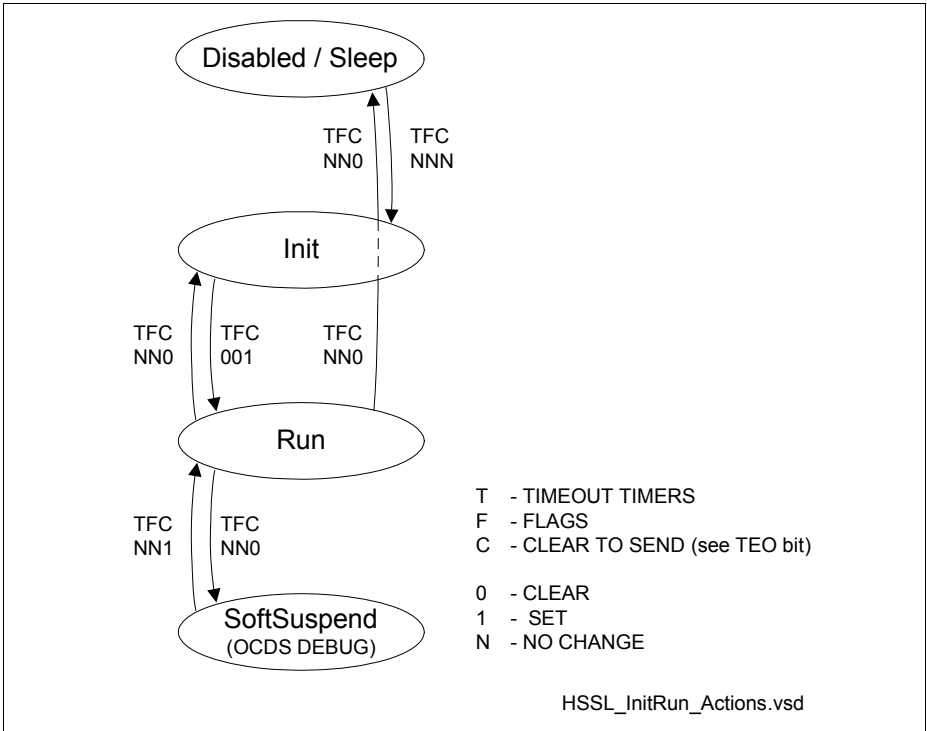 Disabled / Sleep
TFC
NN0
TFC
NNN
Init
TFC
NN0
TFC
001
TFC
NN0
Run
TFC
NN1
TFC
NN0
SoftSuspend
(OCDS DEBUG)
T - TIMEOUT TIMERS
F - FLAGS
C - CLEAR TO SEND (see TEO bit)
0 - CLEAR
1 - SET
N - NO CHANGE
HSSL_InitRun_Actions.vsd